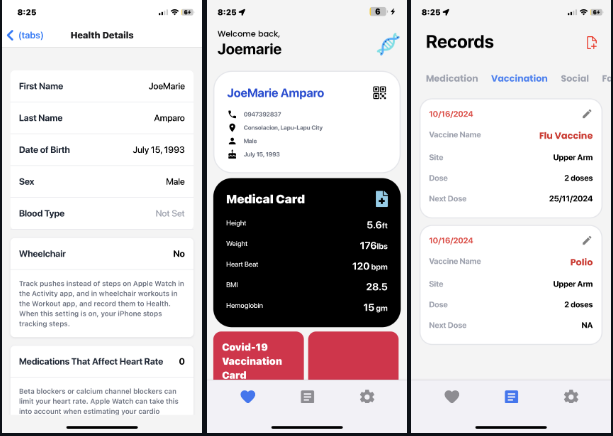 8:25
6+
(tabs)
Health Details
First Name
JoeMarie
Last Name
Amparo
Date of Birth
July 15, 1993
Sex
Male
Blood Type
Not Set
Wheelchair
No
Track pushes instead of steps on Apple Watch in
the Activity app, and in wheelchair workouts in
the Workout app, and record them to Health.
When this setting is on, your iPhone stops
tracking steps.
Medications That Affect Heart Rate
0
Beta blockers or calcium channel blockers can
limit your heart rate. Apple Watch can take this
into account when estimating your cardio
8:25
6
Welcome back,
Joemarie
JoeMarie Amparo
0947392837
Consolacion, Lapu-Lapu City
Male
July 15, 1993
Medical Card
Height
5.6ft
Weight
176lbs
Heart Beat
120 bpm
BMI
28.5
Hemoglobin
15 gm
Covid-19
Vaccination
Card
8:25
6+
Records
Medication
Vaccination
Social
Fa
10/16/2024
Vaccine Name
Flu Vaccine
Site
Upper Arm
Dose
2 doses
Next Dose
25/11/2024
10/16/2024
Vaccine Name
Polio
Site
Upper Arm
Dose
2 doses
Next Dose
NA